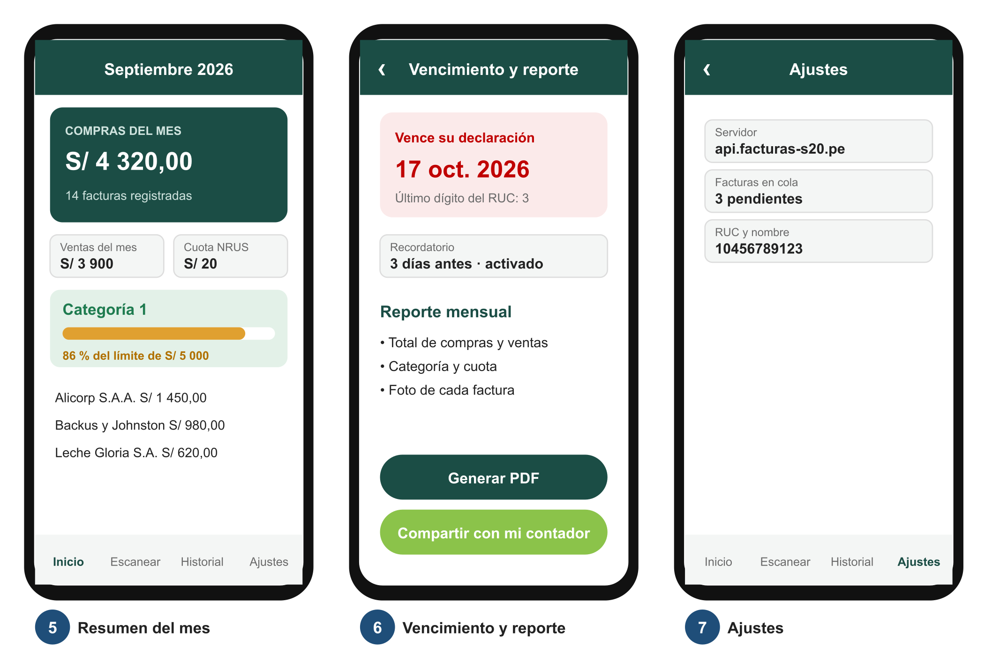 Septiembre 2026
COMPRAS DEL MES
S/ 4 320,00
14 facturas registradas
Ventas del mes
S/ 3 900
Cuota NRUS
S/ 20
Categoría 1
86 % del límite de S/ 5 000
Alicorp S.A.A. S/ 1 450,00
Backus y Johnston S/ 980,00
Leche Gloria S.A. S/ 620,00
Inicio Escanear Historial Ajustes
5 Resumen del mes
‹ Vencimiento y reporte
Vence su declaración
17 oct. 2026
Último dígito del RUC: 3
Recordatorio
3 días antes · activado
Reporte mensual
• Total de compras y ventas
• Categoría y cuota
• Foto de cada factura
Generar PDF
Compartir con mi contador
6 Vencimiento y reporte
‹ Ajustes
Servidor
api.facturas-s20.pe
Facturas en cola
3 pendientes
RUC y nombre
10456789123
Inicio Escanear Historial Ajustes
7 Ajustes